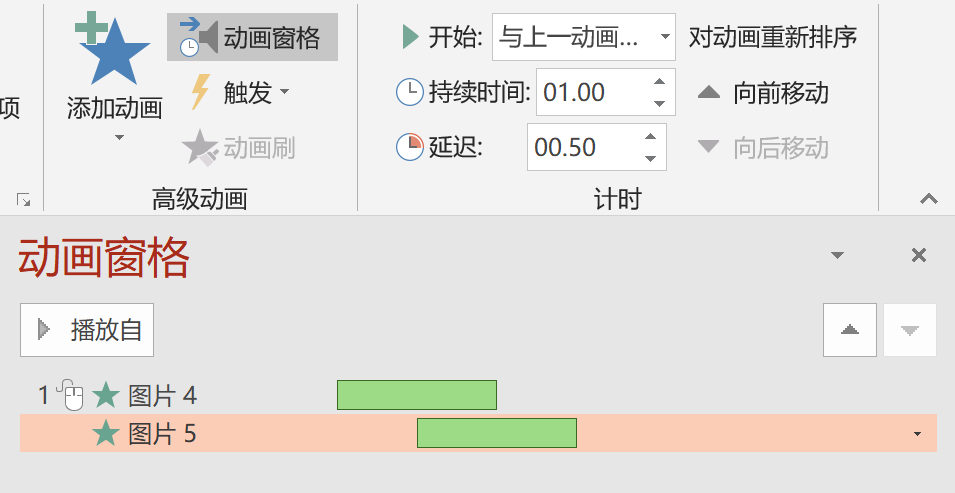 动画窗格
开始: 与上一动画...
对动画重新排序
触发
持续时间: 01.00
向前移动
项
添加动画
动画刷
延迟: 00.50
向后移动
高级动画
计时
动画窗格
播放自
1 图片 4
图片 5